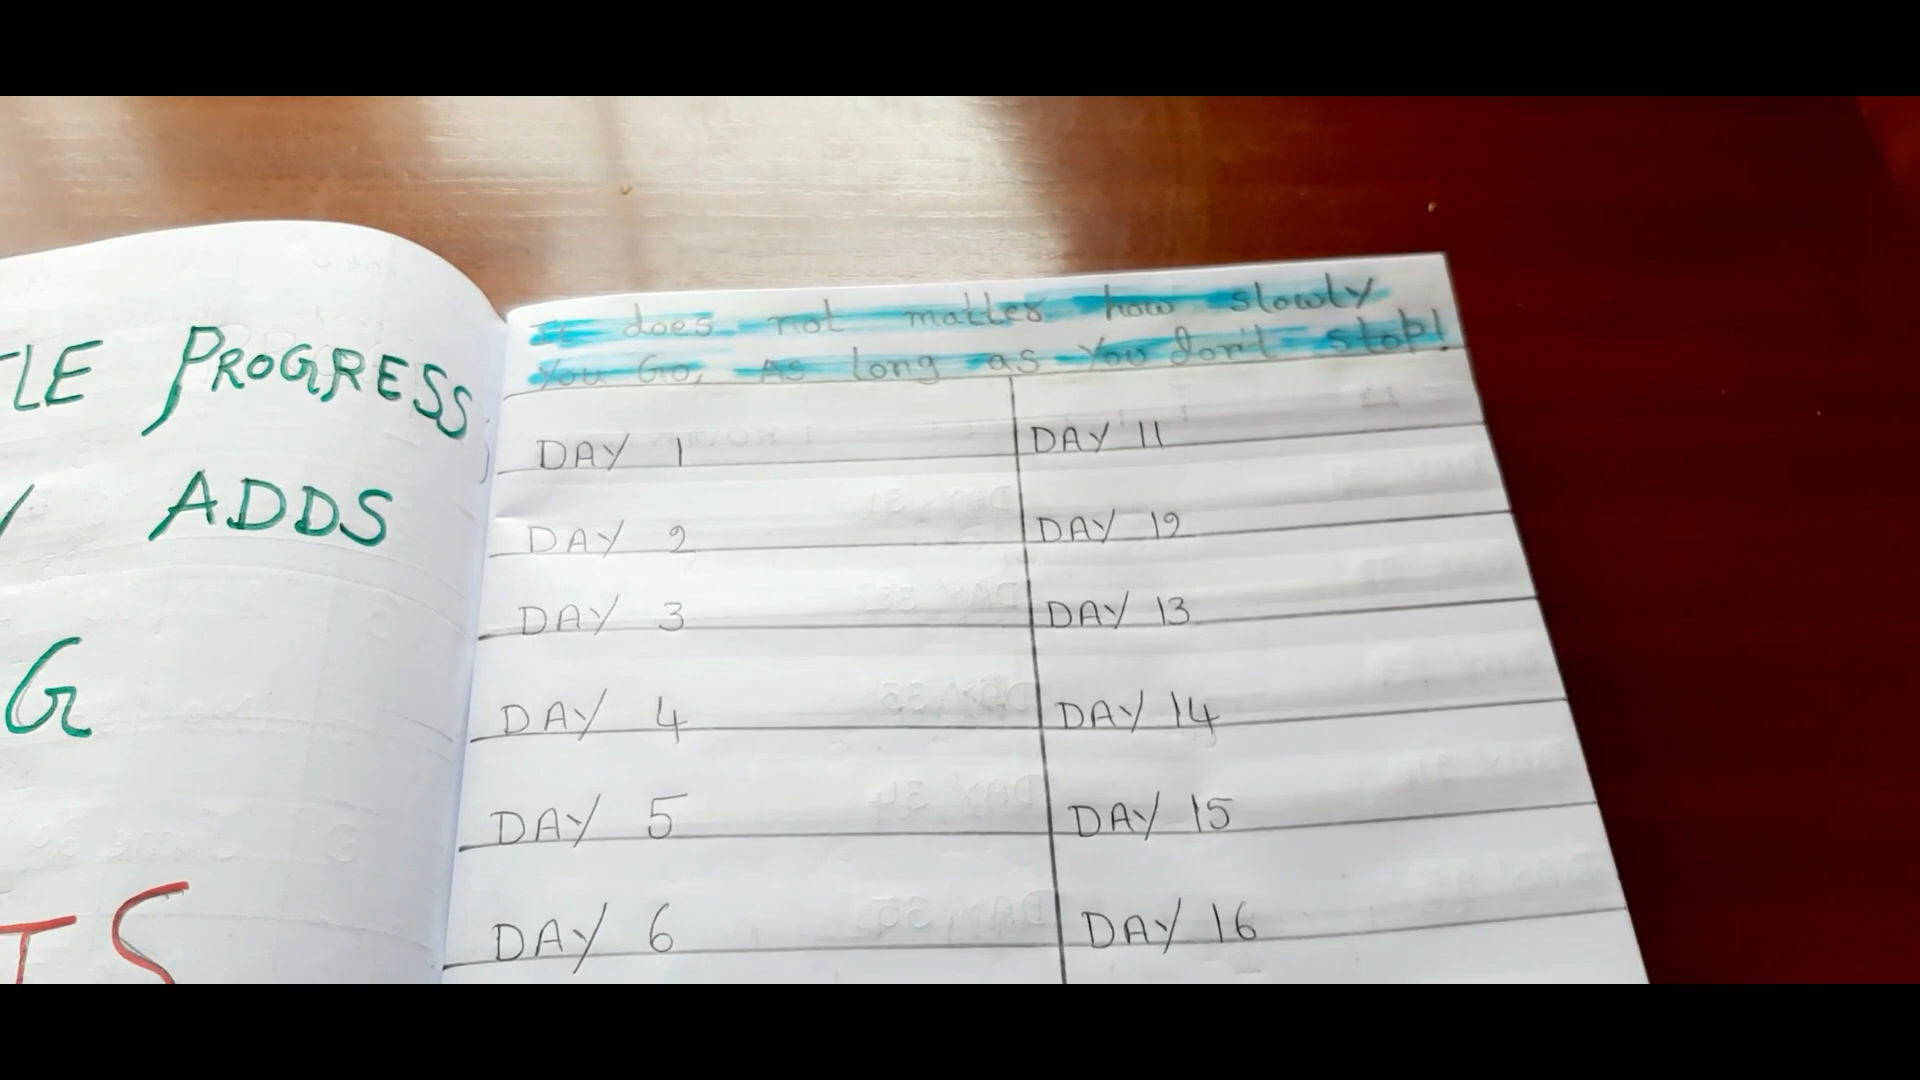 TLE PROGRESS
ADDS
G
TS
It does not matter how slowly
You Go, As long as You don't stop!
DAY 1
DAY 2
DAY 3
DAY 4
DAY 5
DAY 6
DAY 11
DAY 12
DAY 13
DAY 14
DAY 15
DAY 16